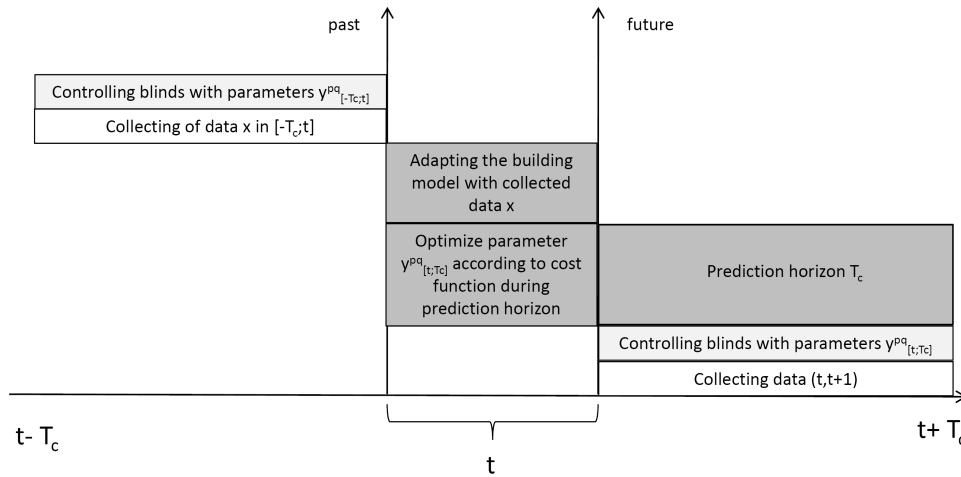 past
future
Controlling blinds with parameters y^pq_[-Tc;t]
Collecting of data x in [-T_c;t]
Adapting the building
model with collected
data x
Optimize parameter
y^pq_[t;Tc] according to cost
function during
prediction horizon
Prediction horizon T_c
Controlling blinds with parameters y^pq_[t;Tc]
Collecting data (t,t+1)
t- T_c
t+ T_c
t